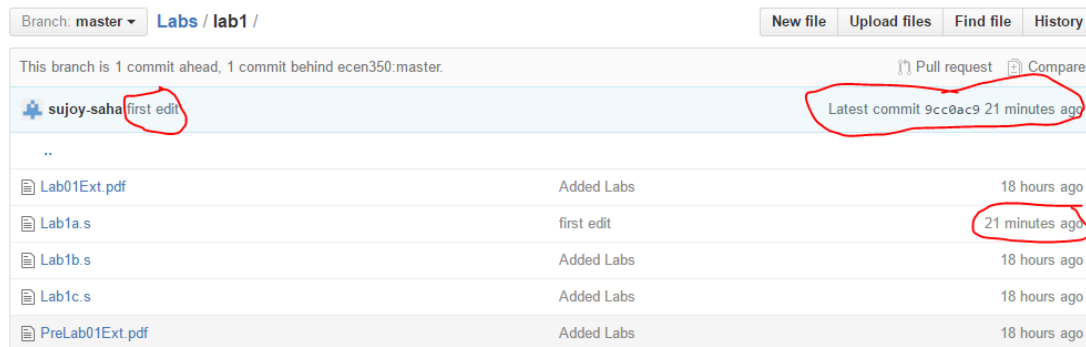 Branch: master Labs / lab1 / New file Upload files Find file History
This branch is 1 commit ahead, 1 commit behind ecen350:master. Pull request Compare
sujoy-saha first edit Latest commit 9cc0ac9 21 minutes ago
..
Lab01Ext.pdf Added Labs 18 hours ago
Lab1a.s first edit 21 minutes ago
Lab1b.s Added Labs 18 hours ago
Lab1c.s Added Labs 18 hours ago
PreLab01Ext.pdf Added Labs 18 hours ago